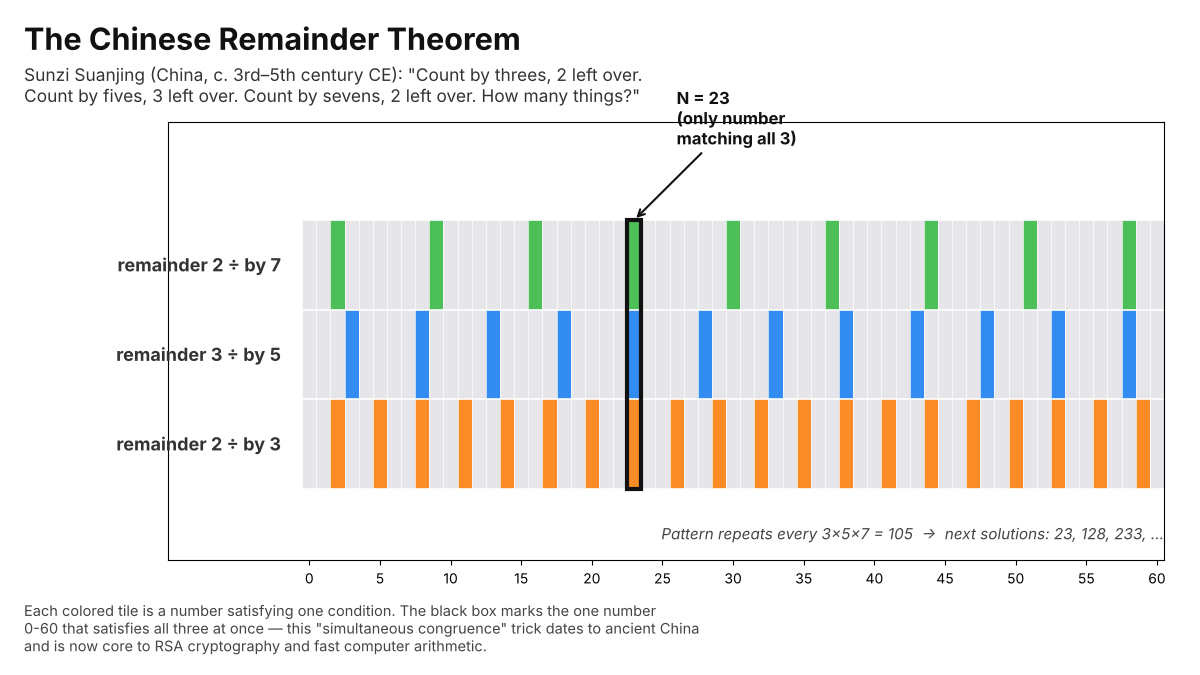 The Chinese Remainder Theorem
Sunzi Suanjing (China, c. 3rd–5th century CE): "Count by threes, 2 left over.
Count by fives, 3 left over. Count by sevens, 2 left over. How many things?"
N = 23
(only number
matching all 3)
remainder 2 ÷ by 7
remainder 3 ÷ by 5
remainder 2 ÷ by 3
Pattern repeats every 3×5×7 = 105 → next solutions: 23, 128, 233, ...
0 5 10 15 20 25 30 35 40 45 50 55 60
Each colored tile is a number satisfying one condition. The black box marks the one number
0-60 that satisfies all three at once — this "simultaneous congruence" trick dates to ancient China
and is now core to RSA cryptography and fast computer arithmetic.